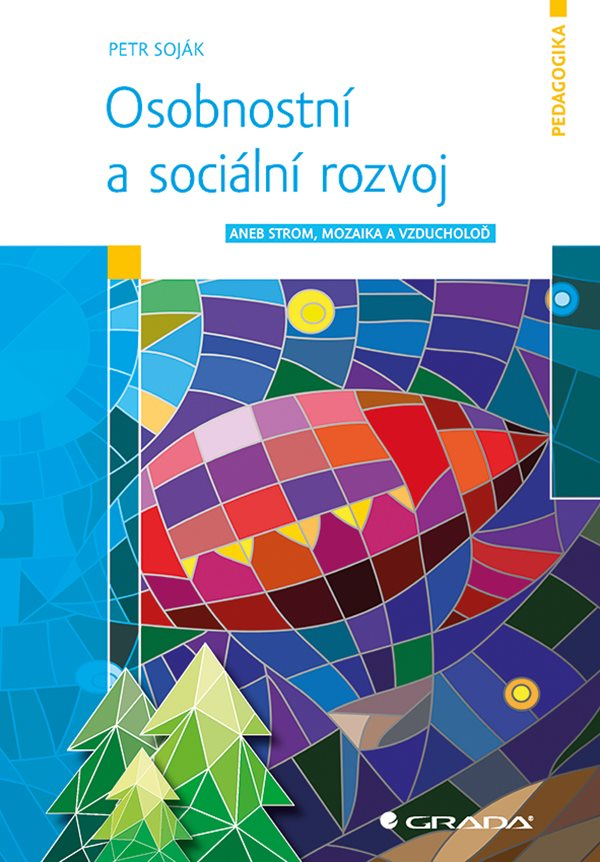 PETR SOJÁK
Osobnostní
a sociální rozvoj
ANEB STROM, MOZAIKA A VZDUCHOLOĎ
PEDAGOGIKA
GRADA